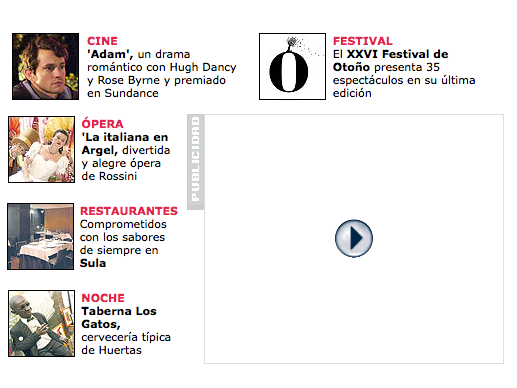 CINE
'Adam', un drama
romántico con Hugh Dancy
y Rose Byrne y premiado
en Sundance
FESTIVAL
El XXVI Festival de
Otoño presenta 35
espectáculos en su última
edición
ÓPERA
'La italiana en
Argel, divertida
y alegre ópera
de Rossini
PUBLICIDAD
RESTAURANTES
Comprometidos
con los sabores
de siempre en
Sula
NOCHE
Taberna Los
Gatos,
cervecería típica
de Huertas